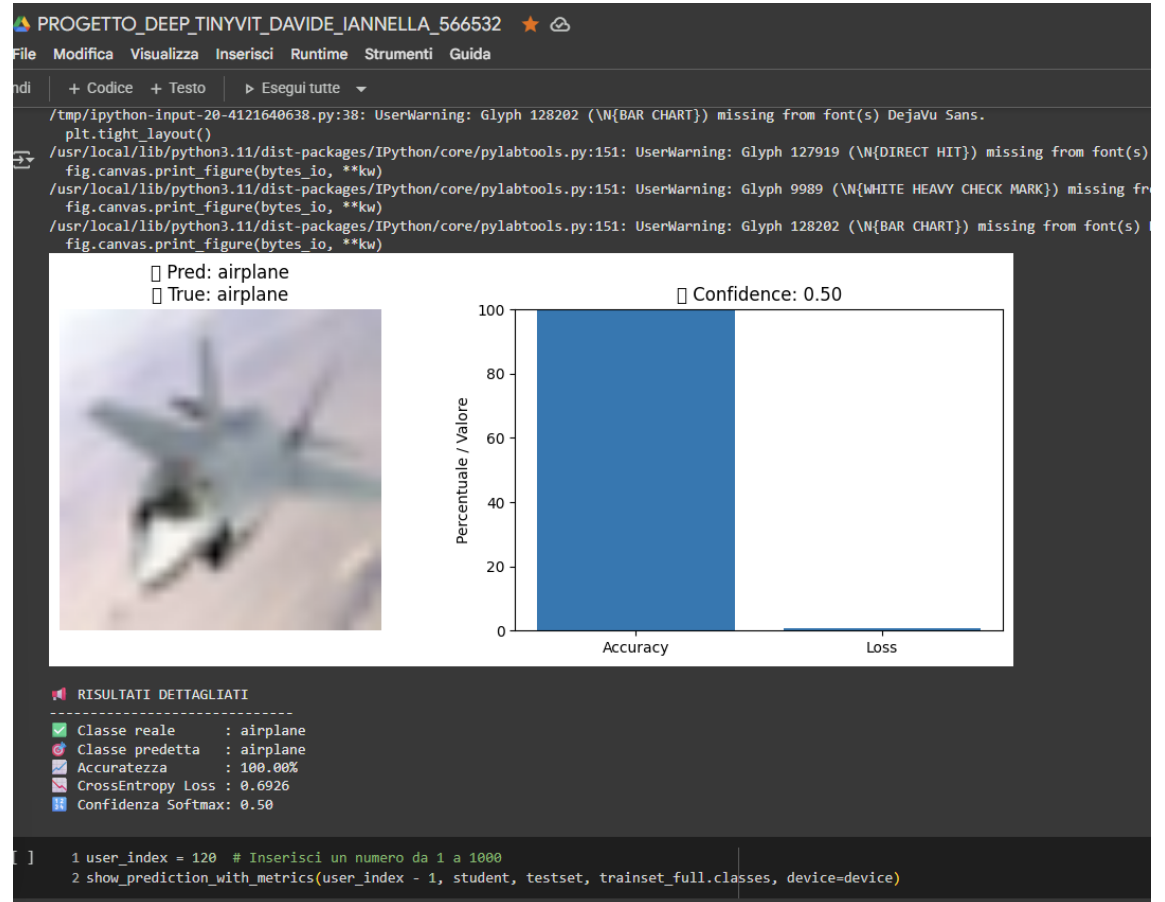 PROGETTO_DEEP_TINYVIT_DAVIDE_IANNELLA_566532
File Modifica Visualizza Inserisci Runtime Strumenti Guida
ndi + Codice + Testo Esegui tutte
/tmp/ipython-input-20-4121640638.py:38: UserWarning: Glyph 128202 (\N{BAR CHART}) missing from font(s) DejaVu Sans.
plt.tight_layout()
/usr/local/lib/python3.11/dist-packages/IPython/core/pylabtools.py:151: UserWarning: Glyph 127919 (\N{DIRECT HIT}) missing from font(s)
fig.canvas.print_figure(bytes_io, **kw)
/usr/local/lib/python3.11/dist-packages/IPython/core/pylabtools.py:151: UserWarning: Glyph 9989 (\N{WHITE HEAVY CHECK MARK}) missing fr
fig.canvas.print_figure(bytes_io, **kw)
/usr/local/lib/python3.11/dist-packages/IPython/core/pylabtools.py:151: UserWarning: Glyph 128202 (\N{BAR CHART}) missing from font(s)
fig.canvas.print_figure(bytes_io, **kw)
Pred: airplane
True: airplane
Confidence: 0.50
100
80
60
40
20
0
Percentuale / Valore
Accuracy Loss
RISULTATI DETTAGLIATI
------------------------------
Classe reale : airplane
Classe predetta : airplane
Accuratezza : 100.00%
CrossEntropy Loss : 0.6926
Confidenza Softmax: 0.50
[ ] 1 user_index = 120 # Inserisci un numero da 1 a 1000
2 show_prediction_with_metrics(user_index - 1, student, testset, trainset_full.classes, device=device)